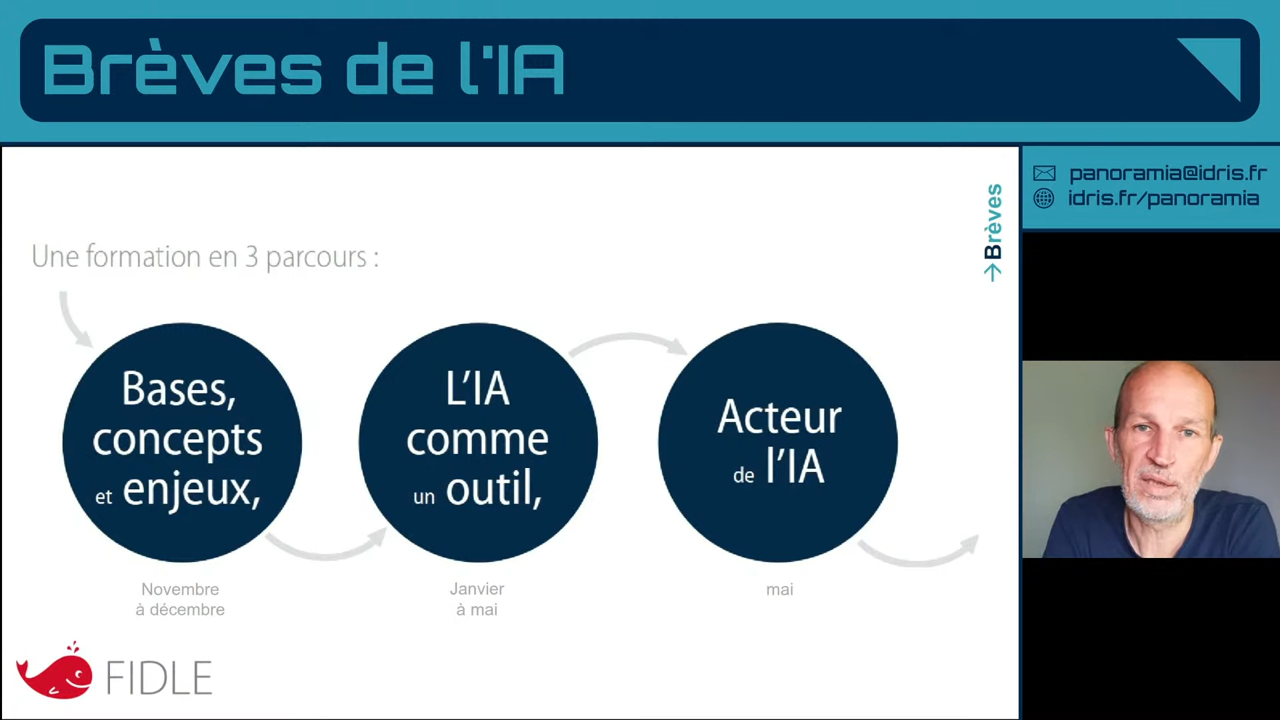 Brèves de l'IA
panoramia@idris.fr
idris.fr/panoramia
→Brèves
Une formation en 3 parcours :
Bases,
concepts
et enjeux,
L’IA
comme
un outil,
Acteur
de l’IA
Novembre
à décembre
Janvier
à mai
mai
FIDLE